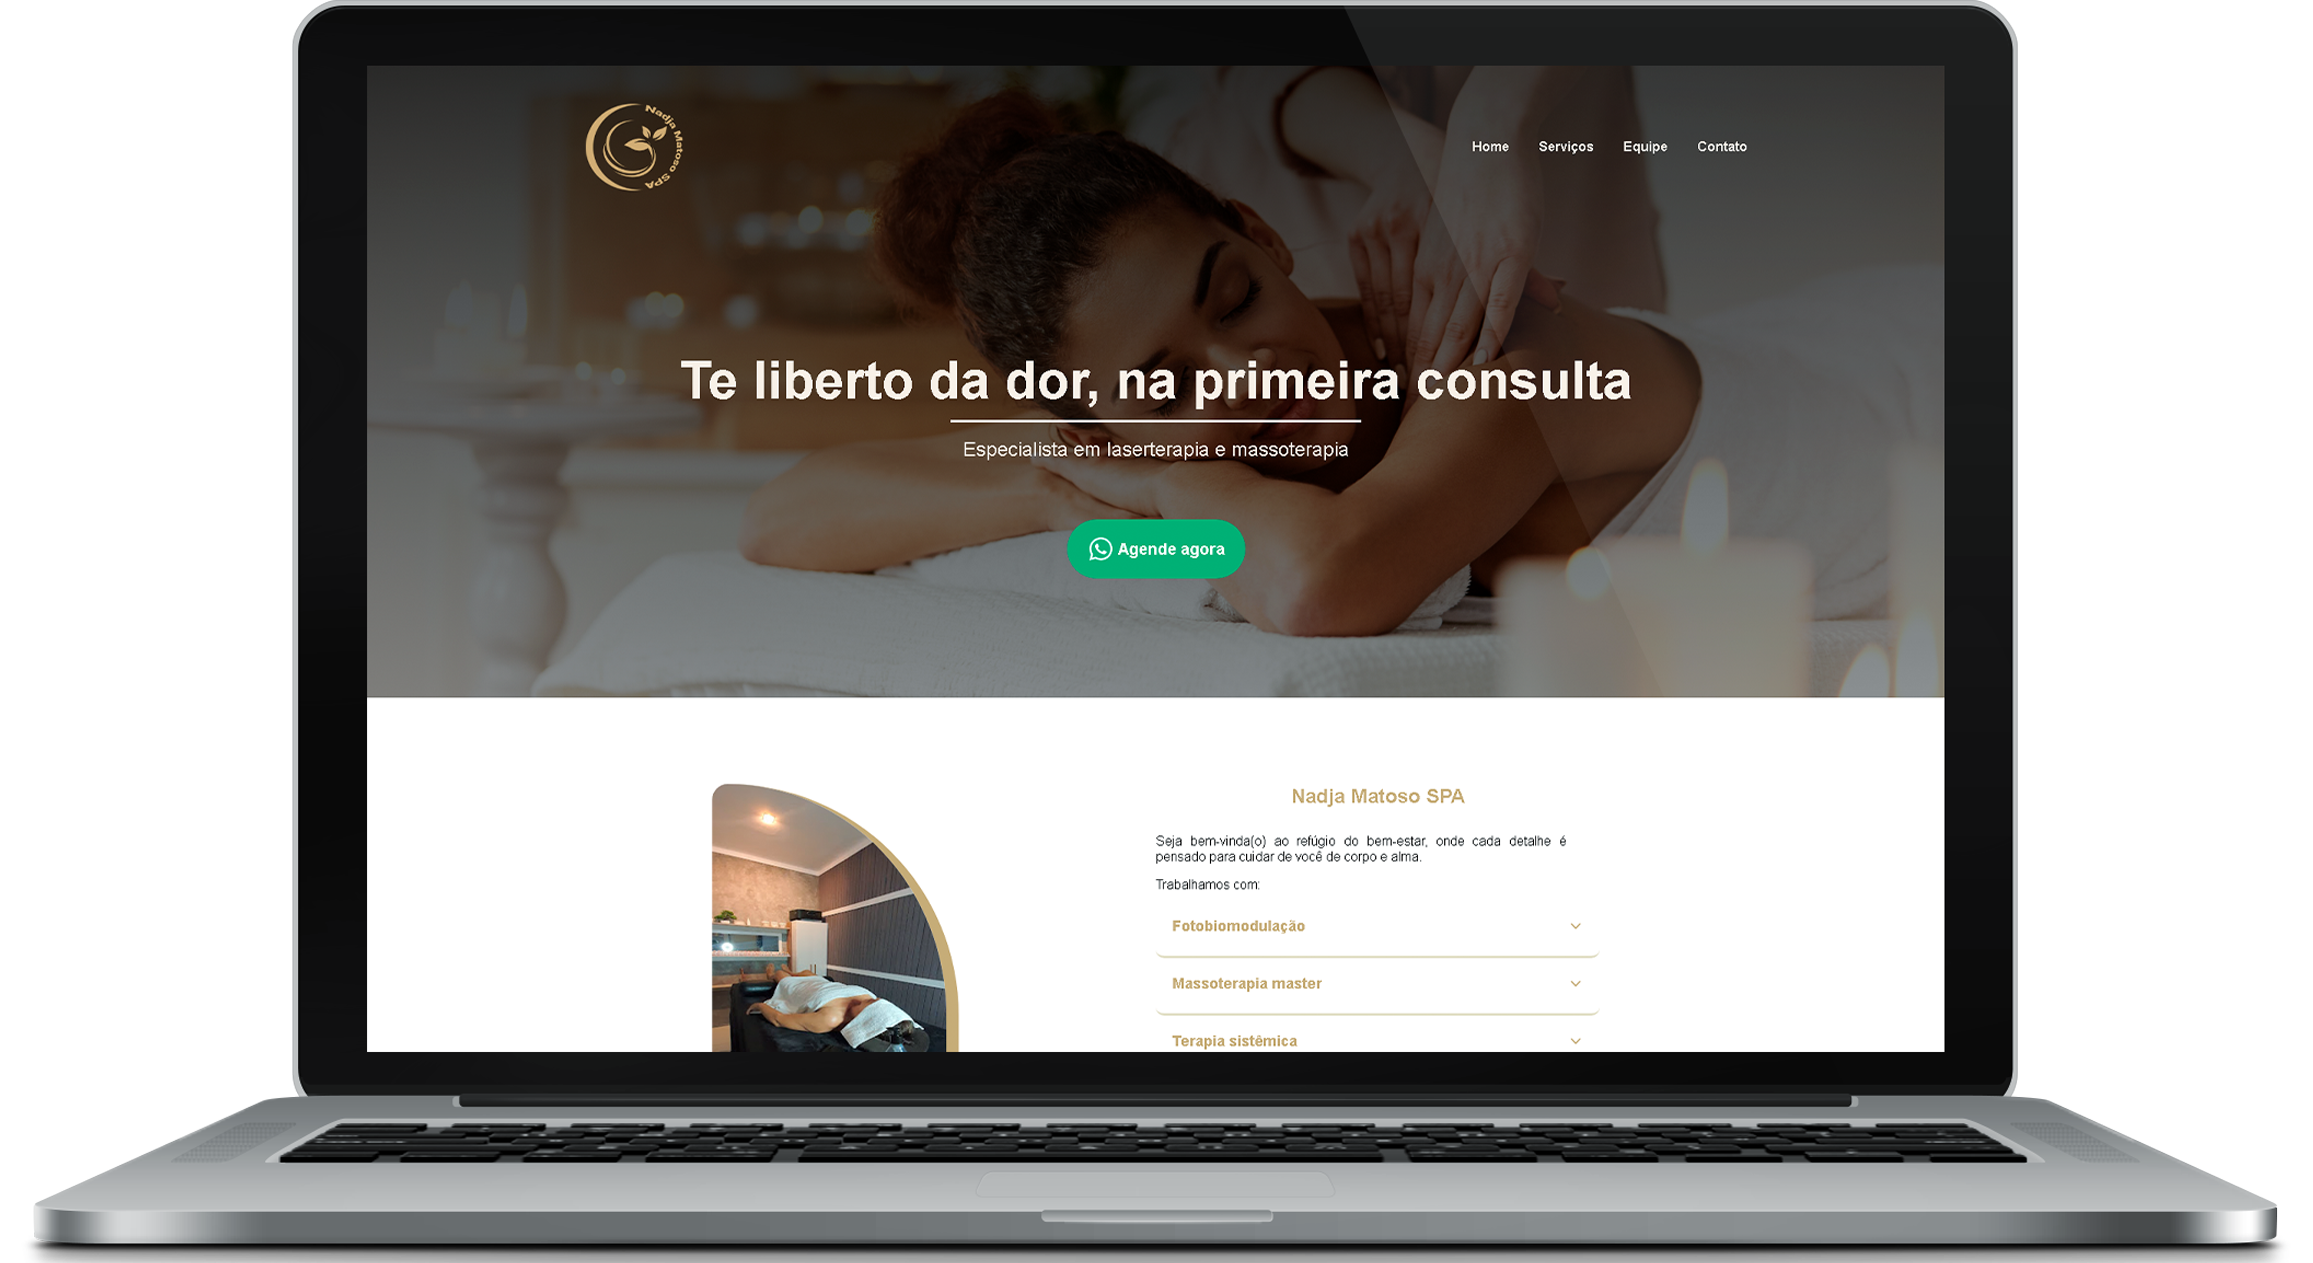 Nadja Matoso SPA
Home
Serviços
Equipe
Contato
Te liberto da dor, na primeira consulta
Especialista em laserterapia e massoterapia
Agende agora
Nadja Matoso SPA
Seja bem-vinda(o) ao refúgio do bem-estar, onde cada detalhe é
pensado para cuidar de você de corpo e alma.
Trabalhamos com:
Fotobiomodulação
Massoterapia master
Terapia sistêmica